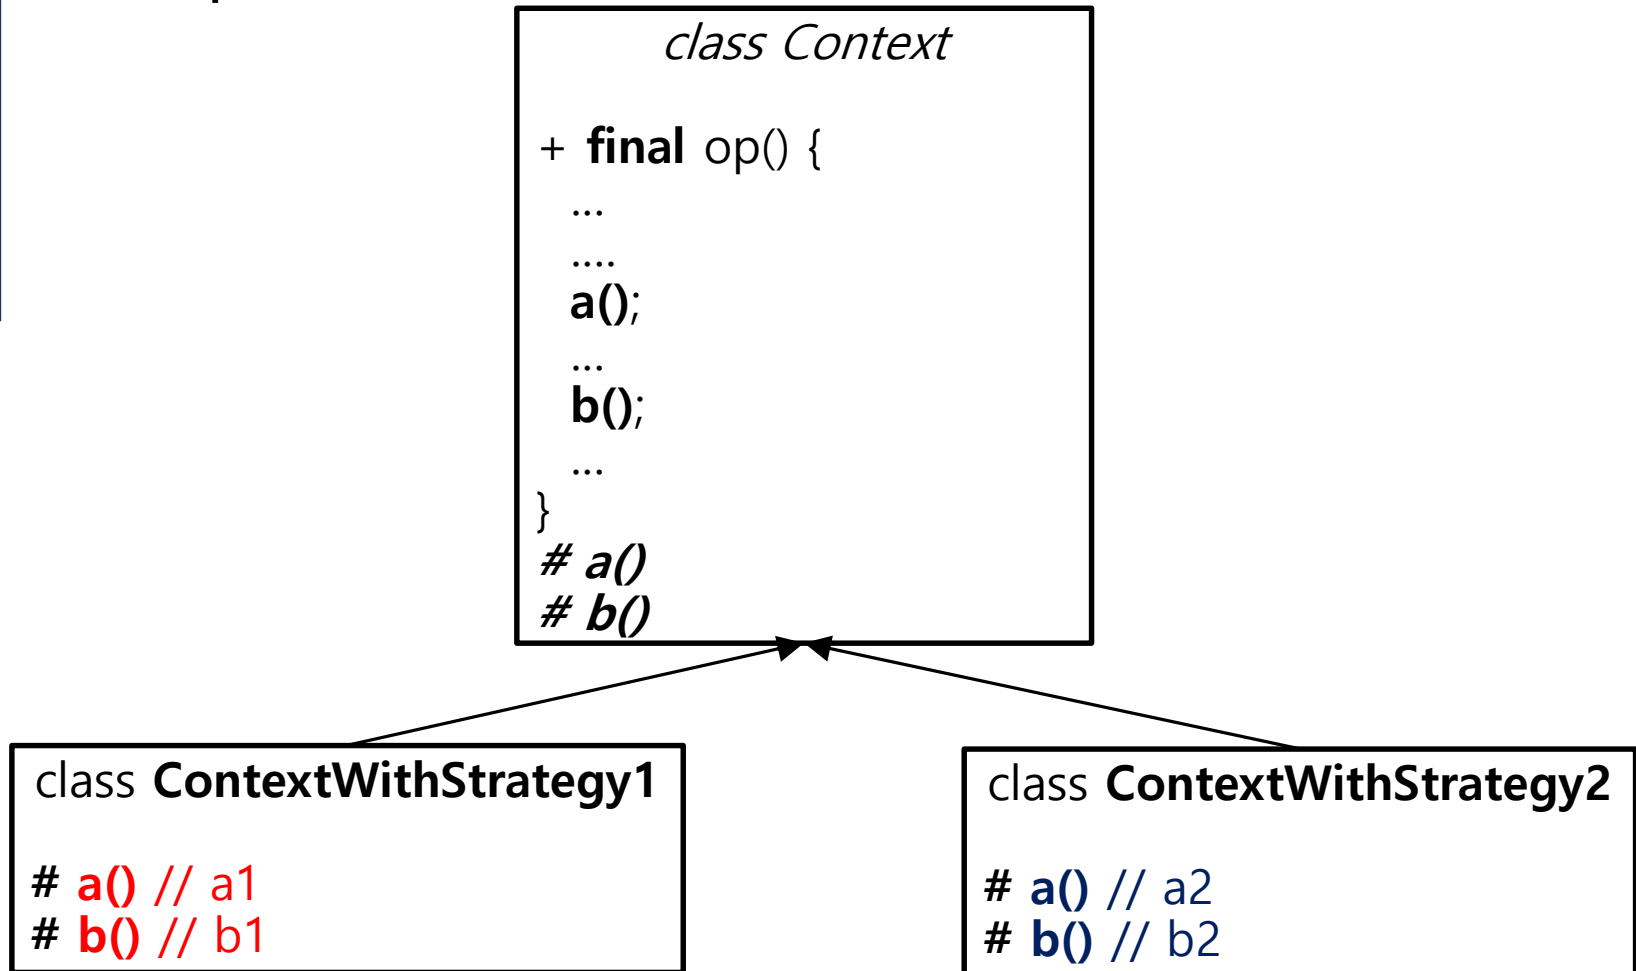 class Context
+ final op() {
...
....
a();
...
b();
...
}
# a()
# b()
class ContextWithStrategy1
# a() // a1
# b() // b1
class ContextWithStrategy2
# a() // a2
# b() // b2